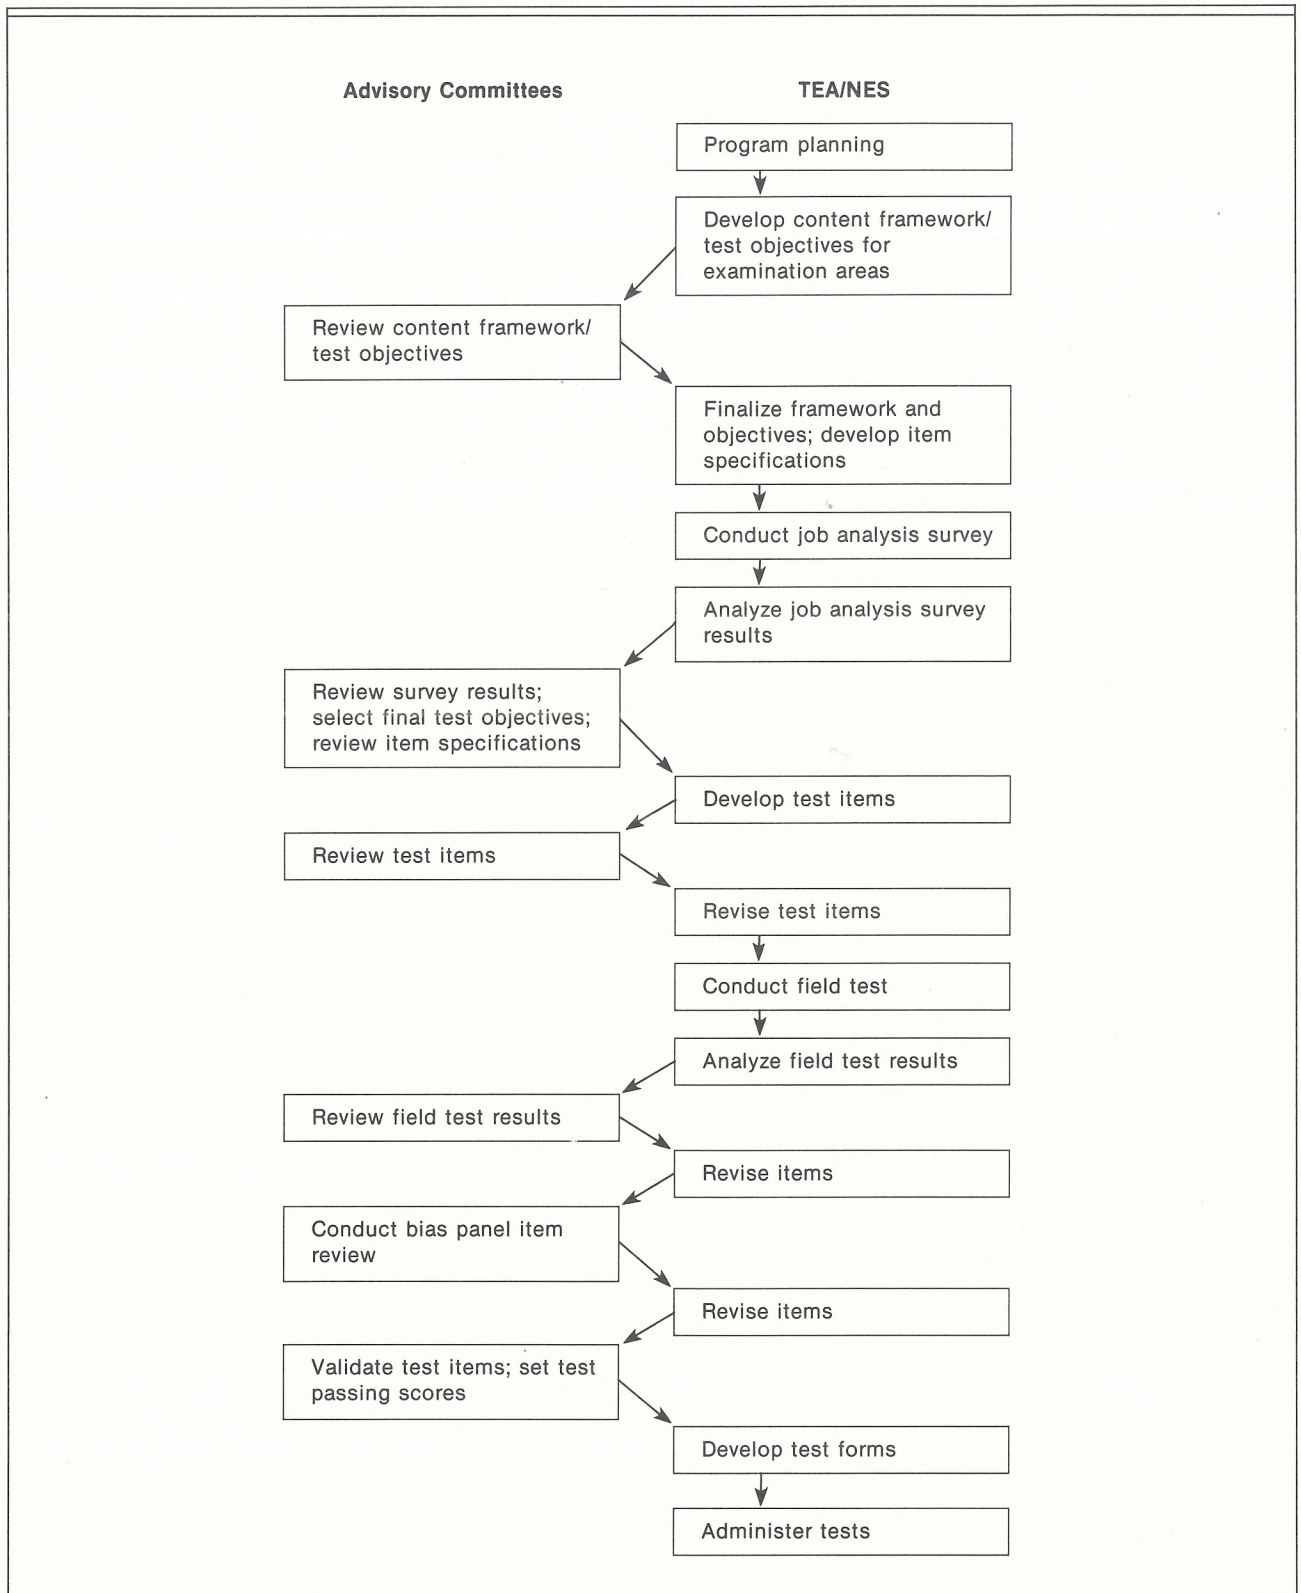 Advisory Committees
TEA/NES
Program planning
Develop content framework/
test objectives for
examination areas
Review content framework/
test objectives
Finalize framework and
objectives; develop item
specifications
Conduct job analysis survey
Analyze job analysis survey
results
Review survey results;
select final test objectives;
review item specifications
Develop test items
Review test items
Revise test items
Conduct field test
Analyze field test results
Review field test results
Revise items
Conduct bias panel item
review
Revise items
Validate test items; set test
passing scores
Develop test forms
Administer tests